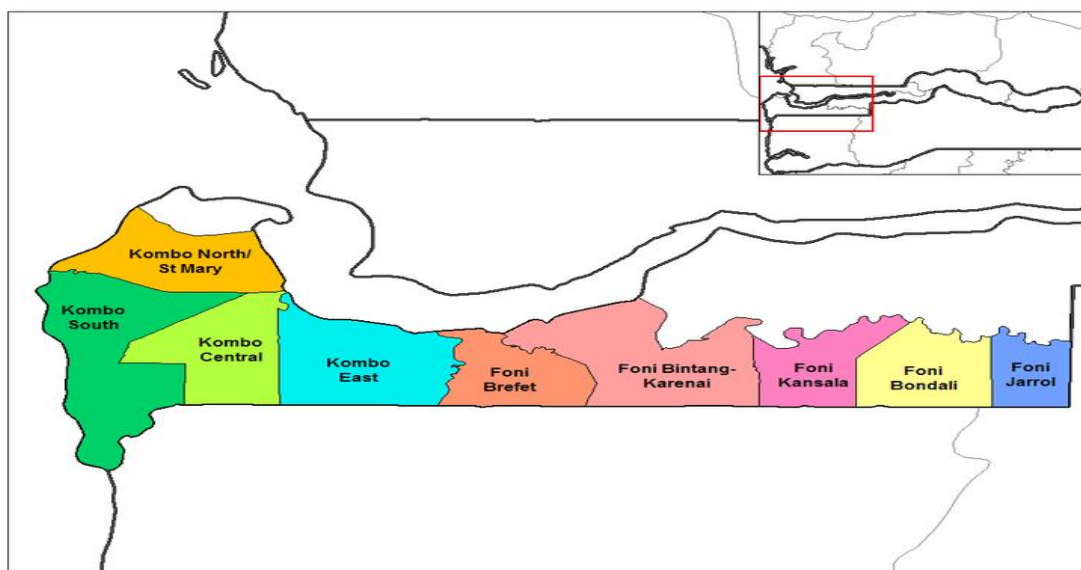 Kombo North/
St Mary
Kombo
South
Kombo
Central
Kombo
East
Foni
Brefet
Foni Bintang-
Karenai
Foni
Kansala
Foni
Bondali
Foni
Jarrol